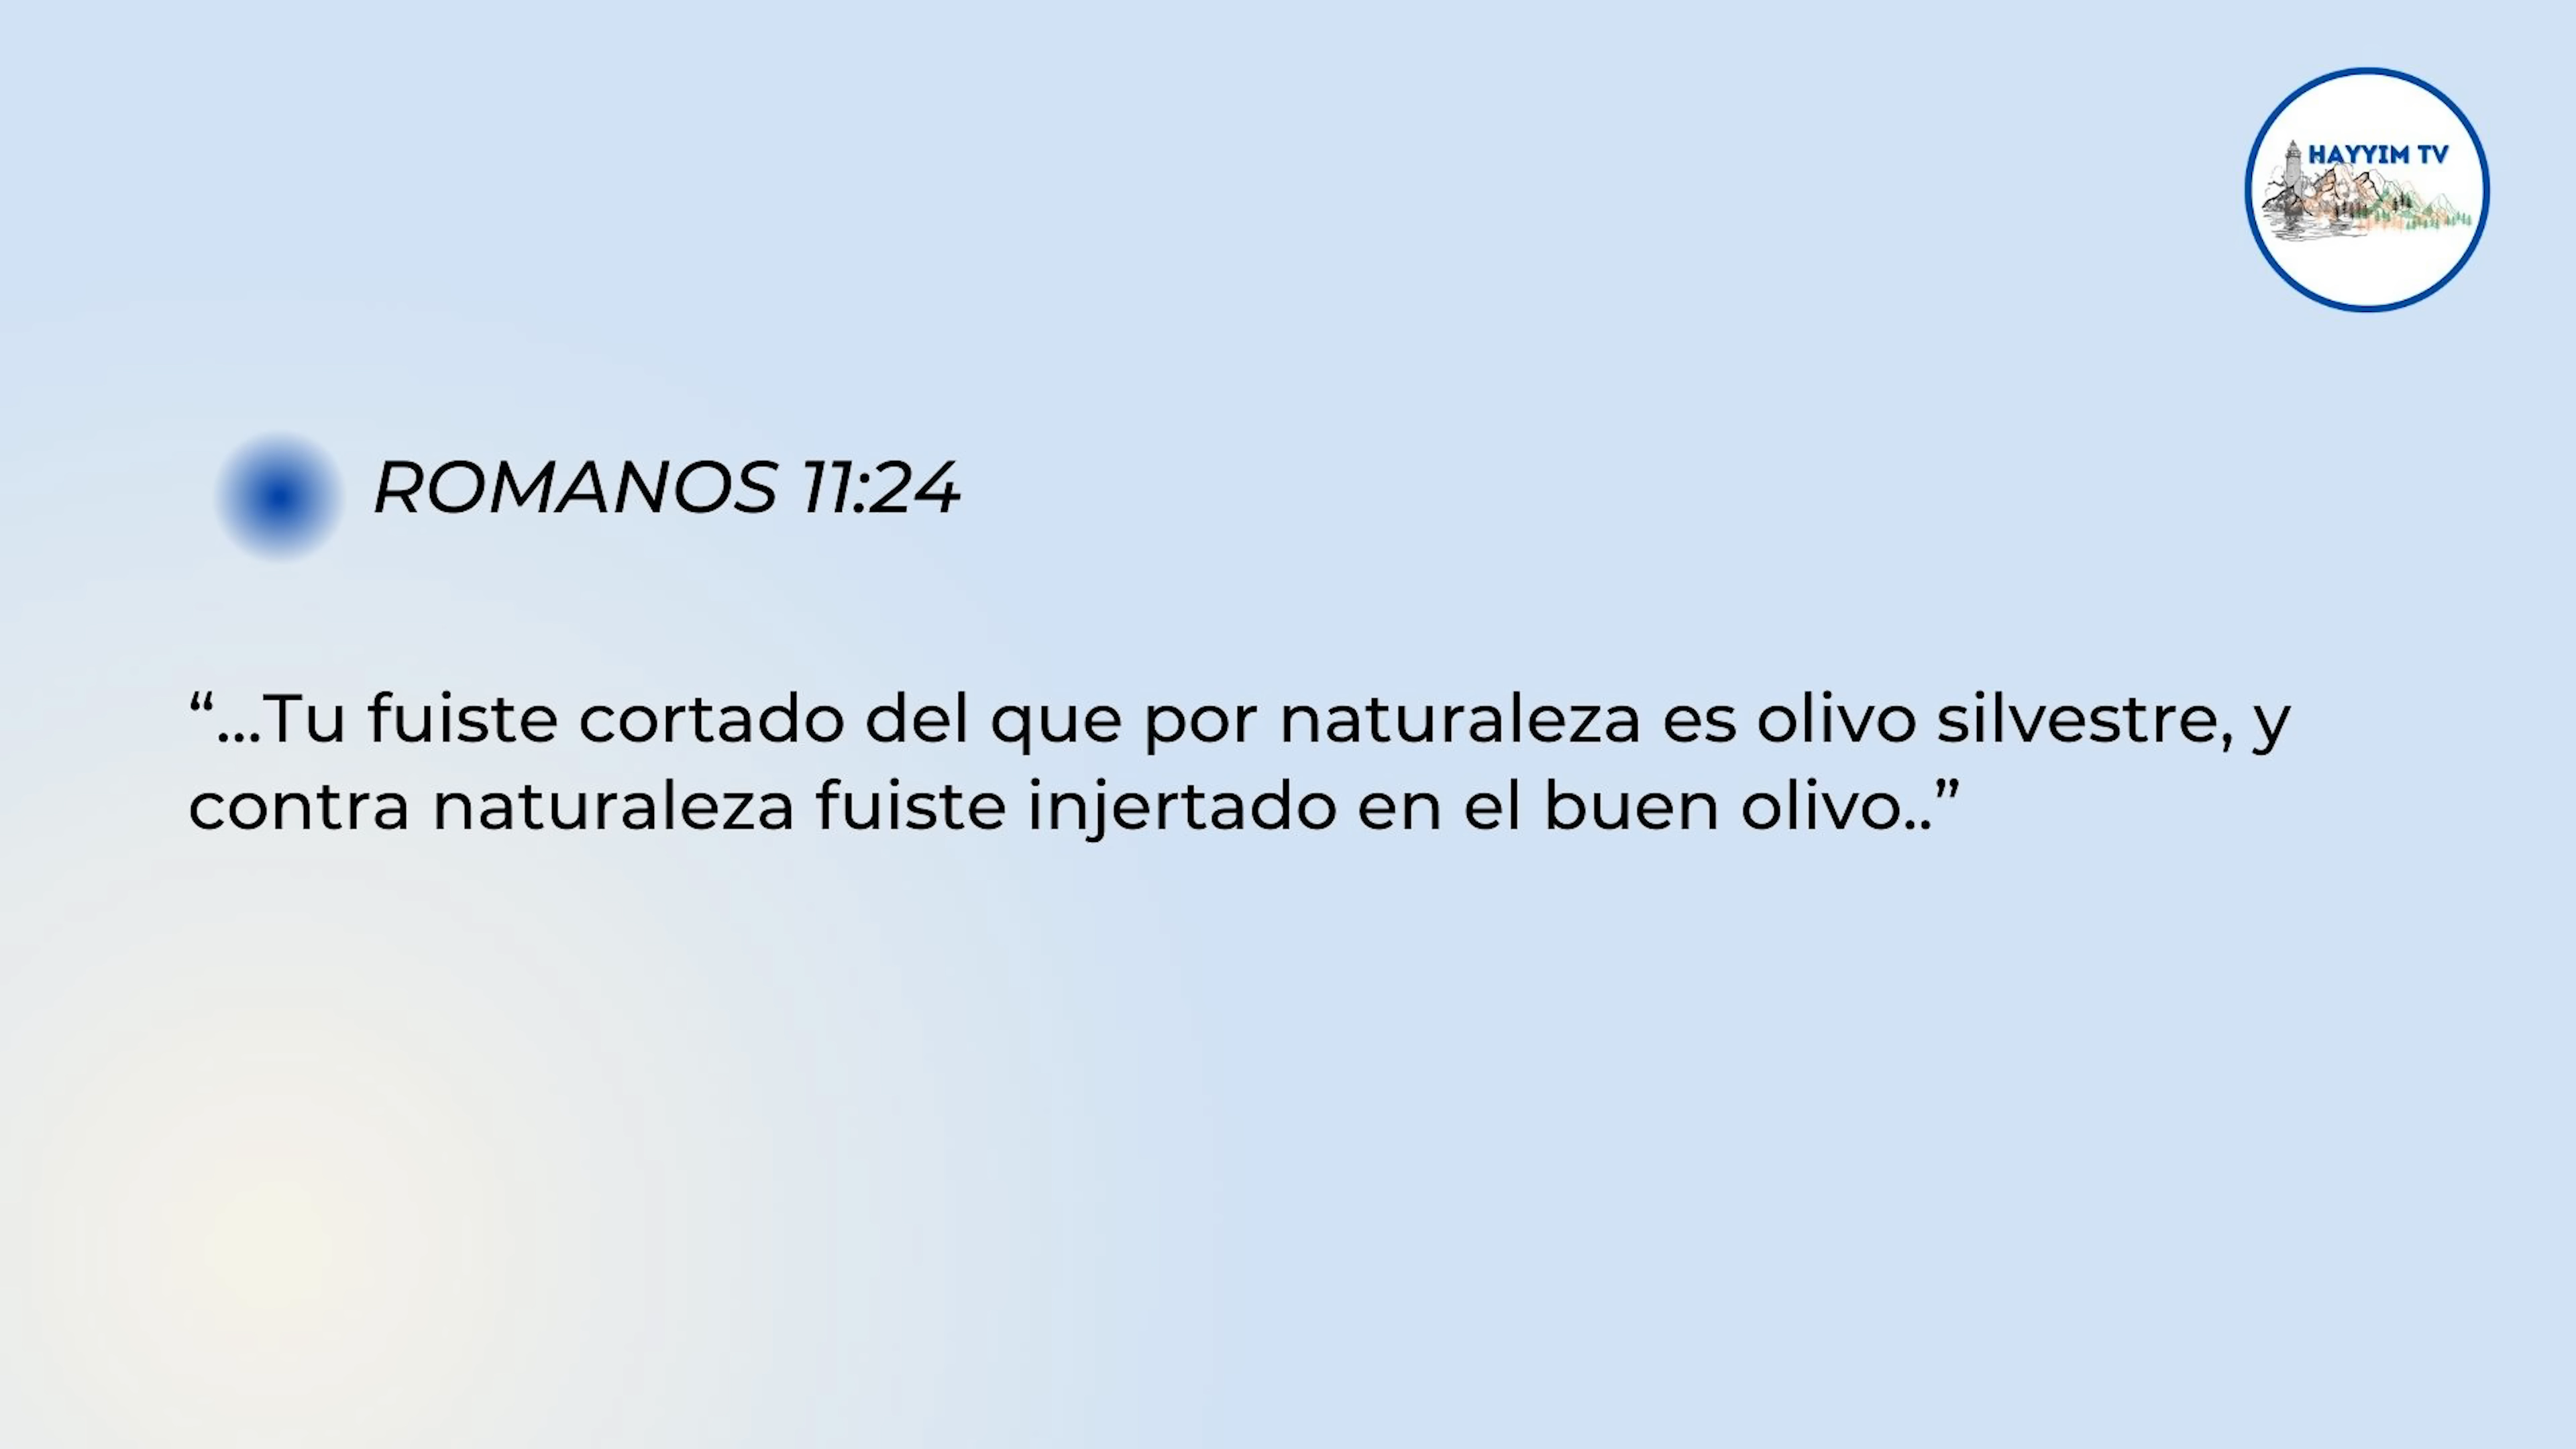 HAYYIM TV
ROMANOS 11:24
“...Tu fuiste cortado del que por naturaleza es olivo silvestre, y
contra naturaleza fuiste injertado en el buen olivo..”